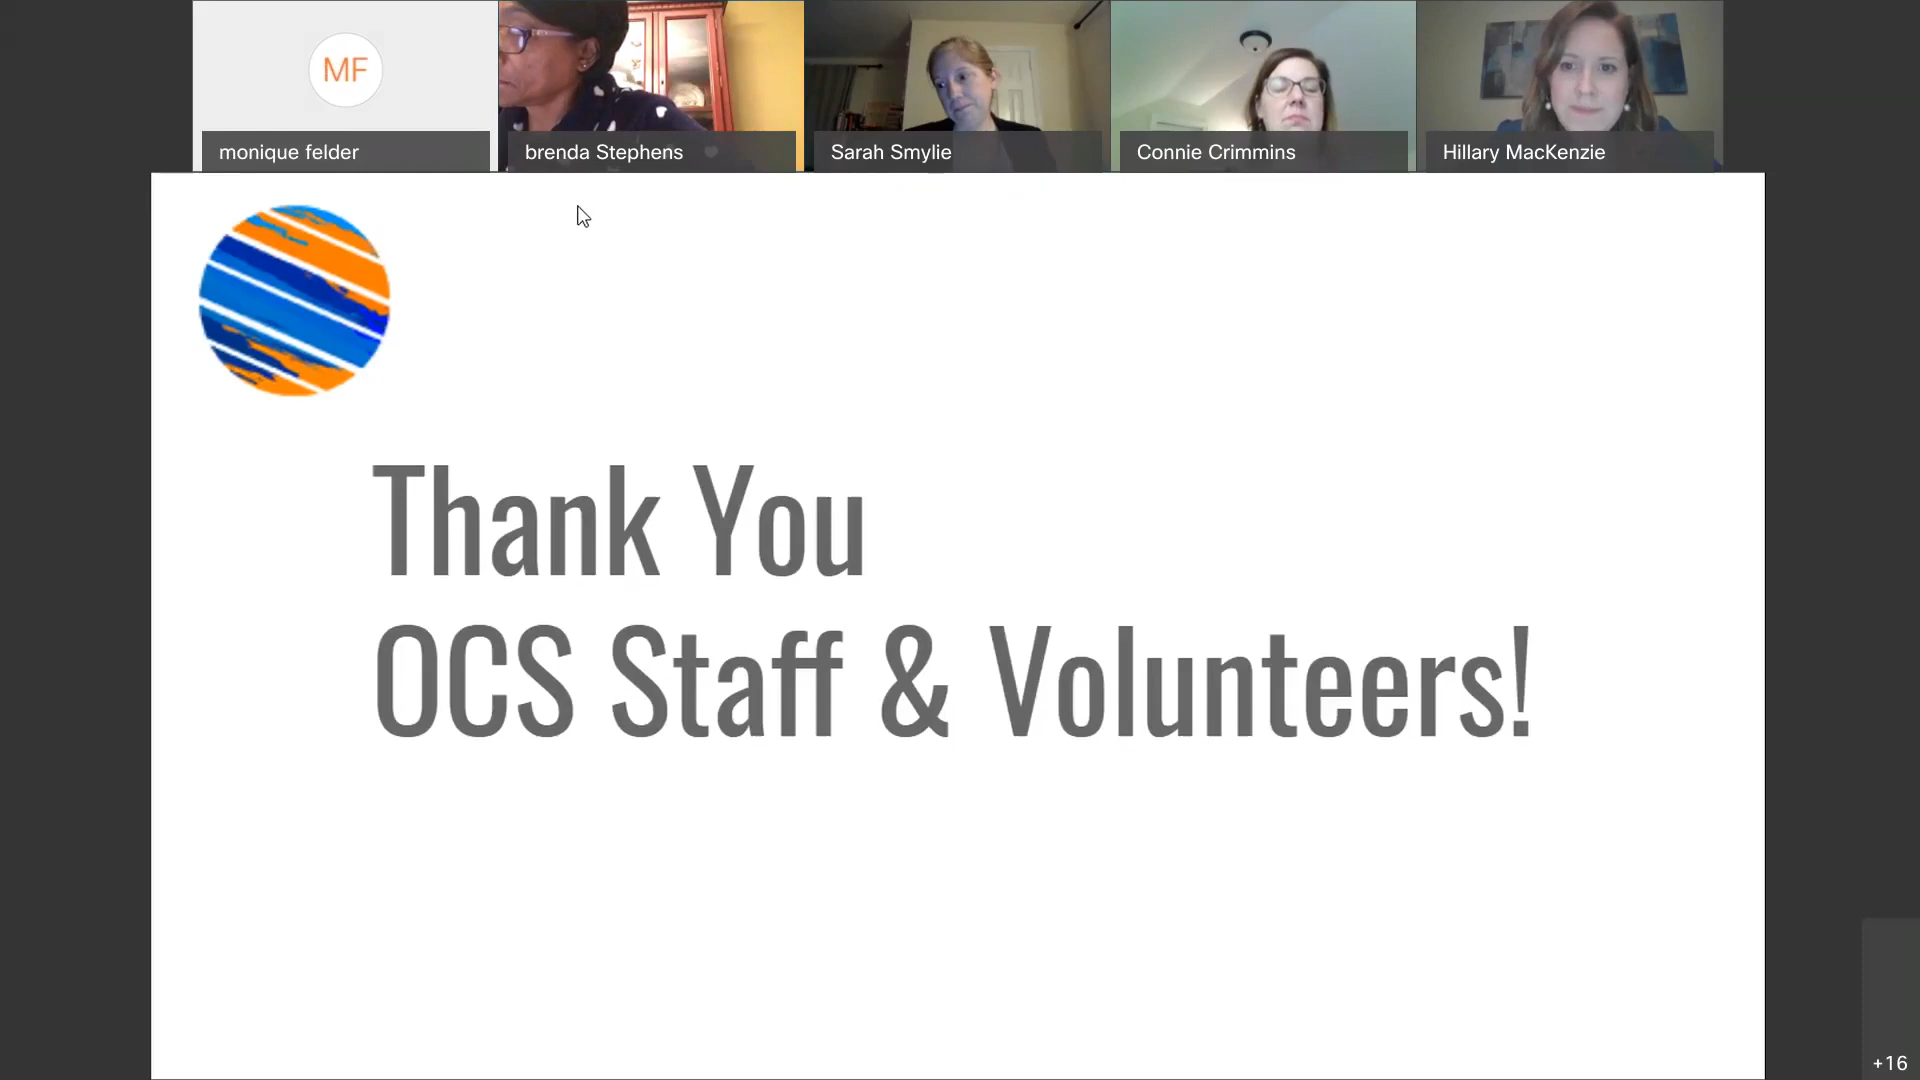 MF
monique felder
brenda Stephens
Sarah Smylie
Connie Crimmins
Hillary MacKenzie
Thank You
OCS Staff & Volunteers!
+16